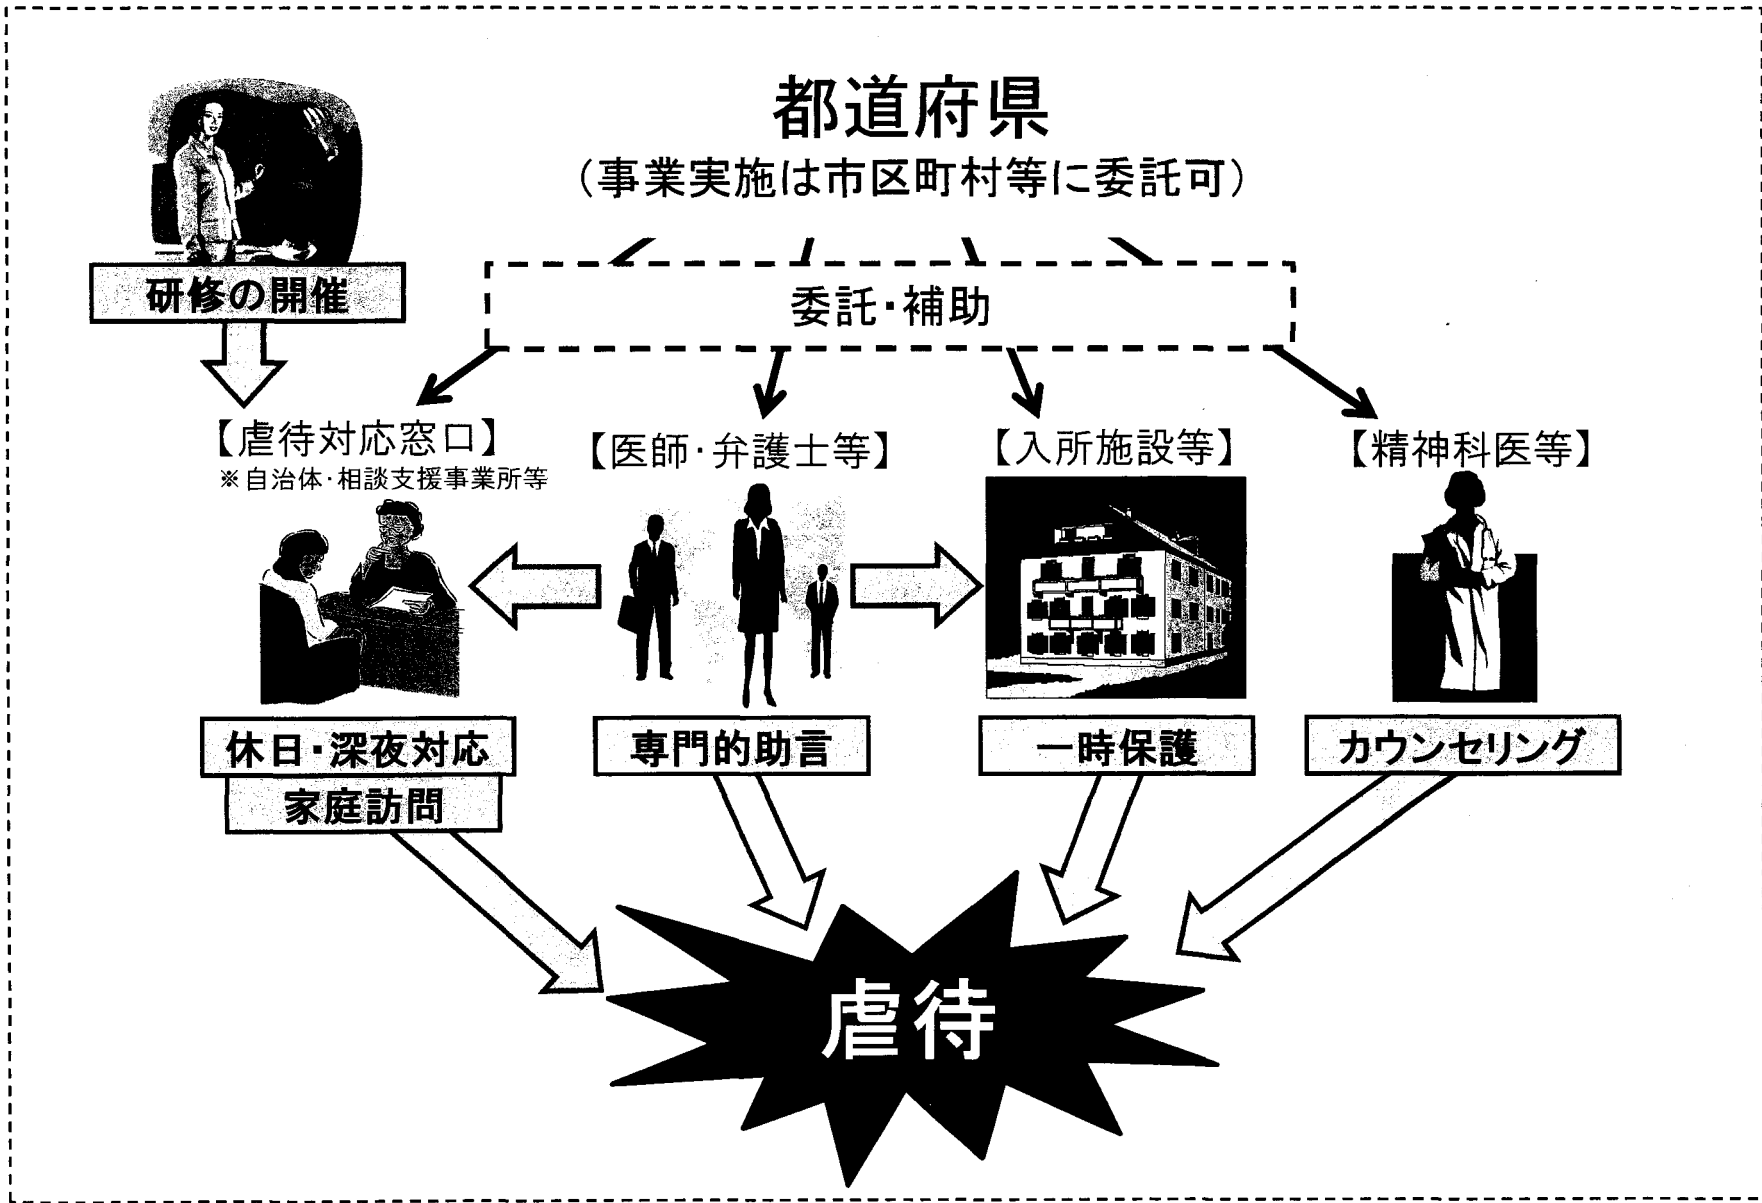 都道府県
(事業実施は市区町村等に委託可)
研修の開催
委託・補助
【虐待対応窓口】
※自治体・相談支援事業所等
【医師・弁護士等】
【入所施設等】
【精神科医等】
休日・深夜対応
家庭訪問
専門的助言
一時保護
カウンセリング
虐待